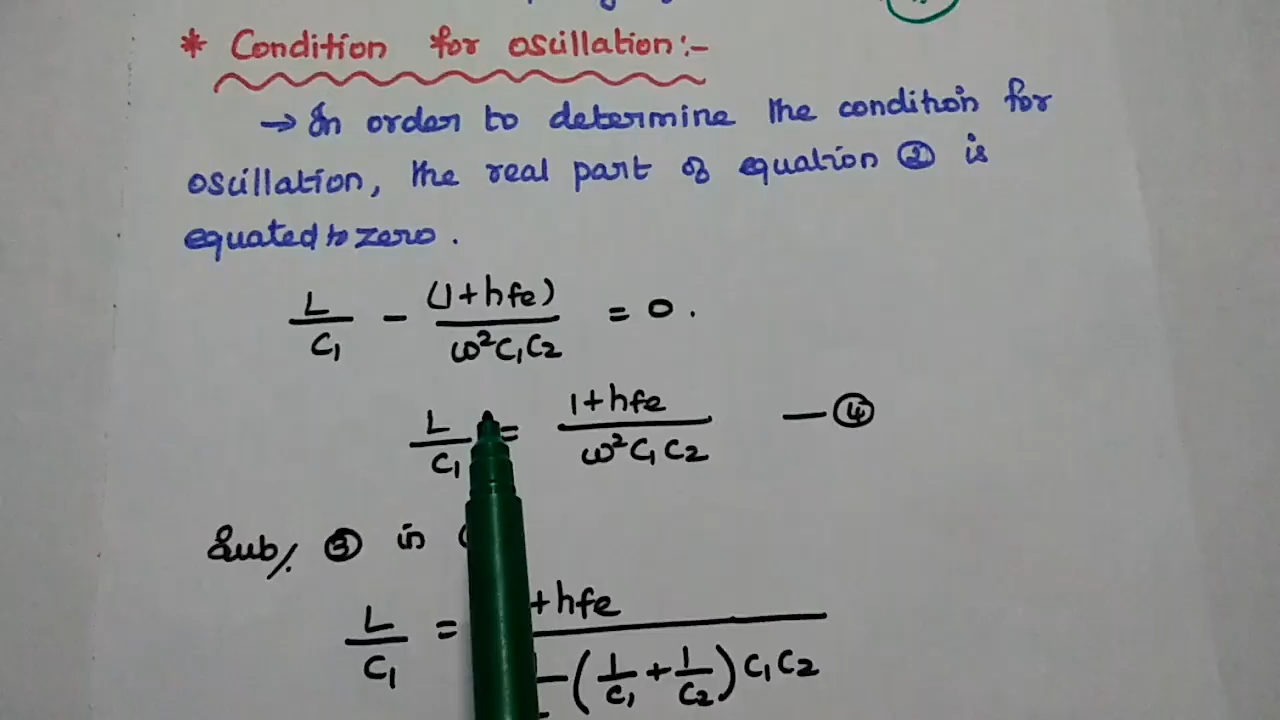 * Condition for oscillation:-
→ In order to determine the condition for
oscillation, the real part of equation ② is
equated to zero.
L/C₁ - (1+hfe)/ω²C₁C₂ = 0.
L/C₁ = 1+hfe/ω²C₁C₂ — ④
Sub/. ③ in
L/C₁ = +hfe/(1/C₁ + 1/C₂) C₁C₂